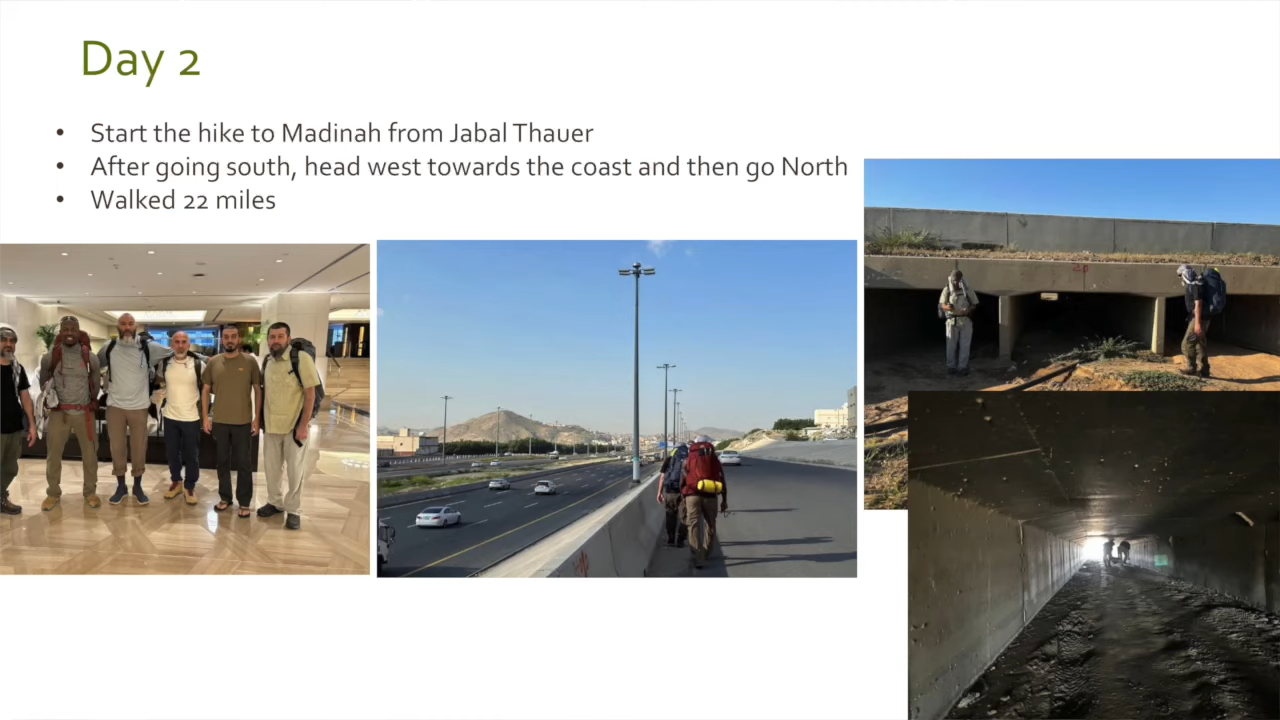 Day 2
• Start the hike to Madinah from Jabal Thauer
• After going south, head west towards the coast and then go North
• Walked 22 miles